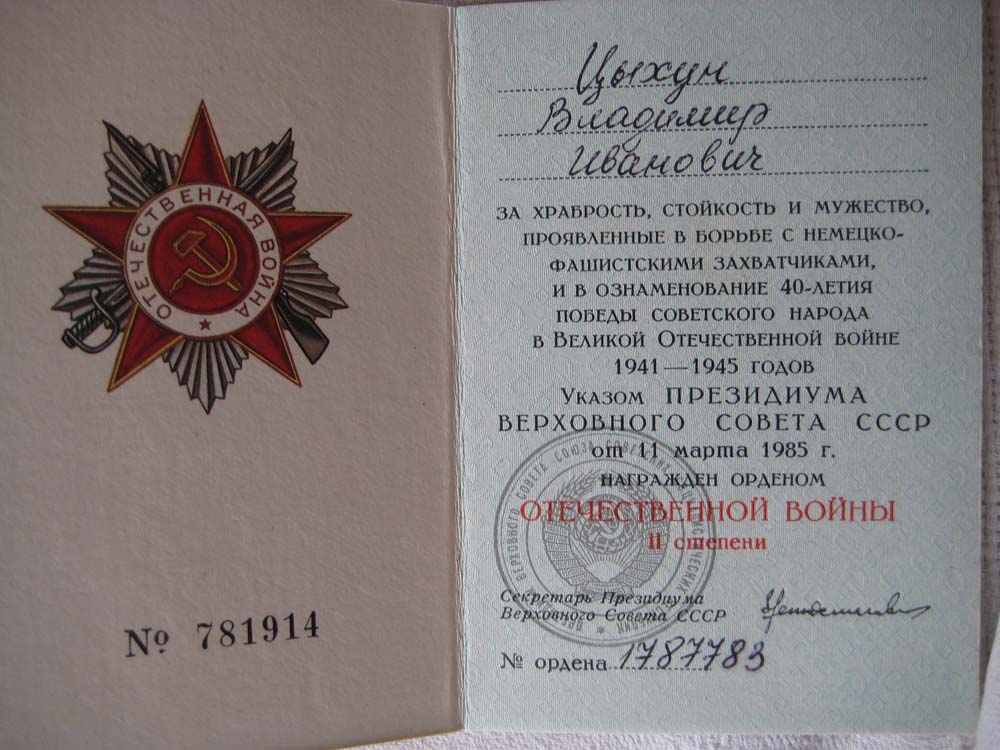 ОТЕЧЕСТВЕННАЯ ВОЙНА
№ 781914
Цыхун
Владимир
Иванович
ЗА ХРАБРОСТЬ, СТОЙКОСТЬ И МУЖЕСТВО,
ПРОЯВЛЕННЫЕ В БОРЬБЕ С НЕМЕЦКО-
ФАШИСТСКИМИ ЗАХВАТЧИКАМИ,
И В ОЗНАМЕНОВАНИЕ 40-ЛЕТИЯ
ПОБЕДЫ СОВЕТСКОГО НАРОДА
В ВЕЛИКОЙ ОТЕЧЕСТВЕННОЙ ВОЙНЕ
1941—1945 ГОДОВ
Указом ПРЕЗИДИУМА
ВЕРХОВНОГО СОВЕТА СССР
от 11 марта 1985 г.
НАГРАЖДЕН ОРДЕНОМ
ОТЕЧЕСТВЕННОЙ ВОЙНЫ
II степени
Секретарь Президиума
Верховного Совета СССР
№ ордена 1787783